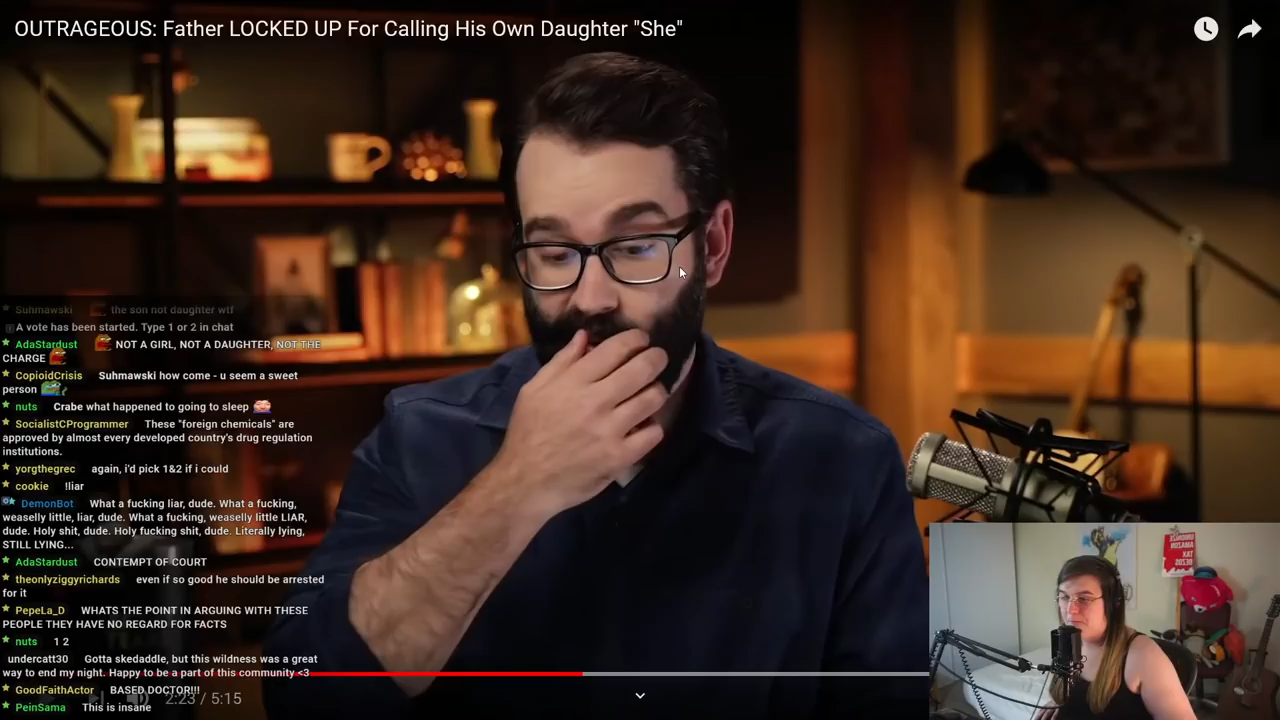 OUTRAGEOUS: Father LOCKED UP For Calling His Own Daughter "She"
Suhmawski the son not daughter wtf
A vote has been started. Type 1 or 2 in chat
AdaStardust NOT A GIRL, NOT A DAUGHTER, NOT THE
CHARGE
CopioidCrisis Suhmawski how come - u seem a sweet
person
nuts Crabe what happened to going to sleep
SocialistCProgrammer These "foreign chemicals" are
approved by almost every developed country's drug regulation
institutions.
yorgthegrec again, i'd pick 1&2 if i could
cookie !liar
DemonBot What a fucking liar, dude. What a fucking,
weaselly little, liar, dude. What a fucking, weaselly little LIAR,
dude. Holy shit, dude. Holy fucking shit, dude. Literally lying,
STILL LYING...
AdaStardust CONTEMPT OF COURT
theonlyziggyrichards even if so good he should be arrested
for it
PepeLa_D WHATS THE POINT IN ARGUING WITH THESE
PEOPLE THEY HAVE NO REGARD FOR FACTS
nuts 1 2
undercatt30 Gotta skedaddle, but this wildness was a great
way to end my night. Happy to be a part of this community <3
GoodFaithActor BASED DOCTOR!!!
PeinSama This is insane
2:23 / 5:15
UNIONIZE
AMAZON
TAX
BEZOS